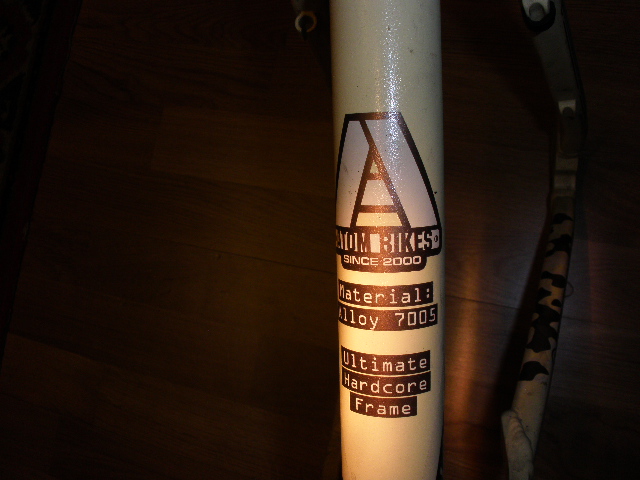 ATOM BIKES
SINCE 2000
Material:
Alloy 7005
Ultimate
Hardcore
Frame